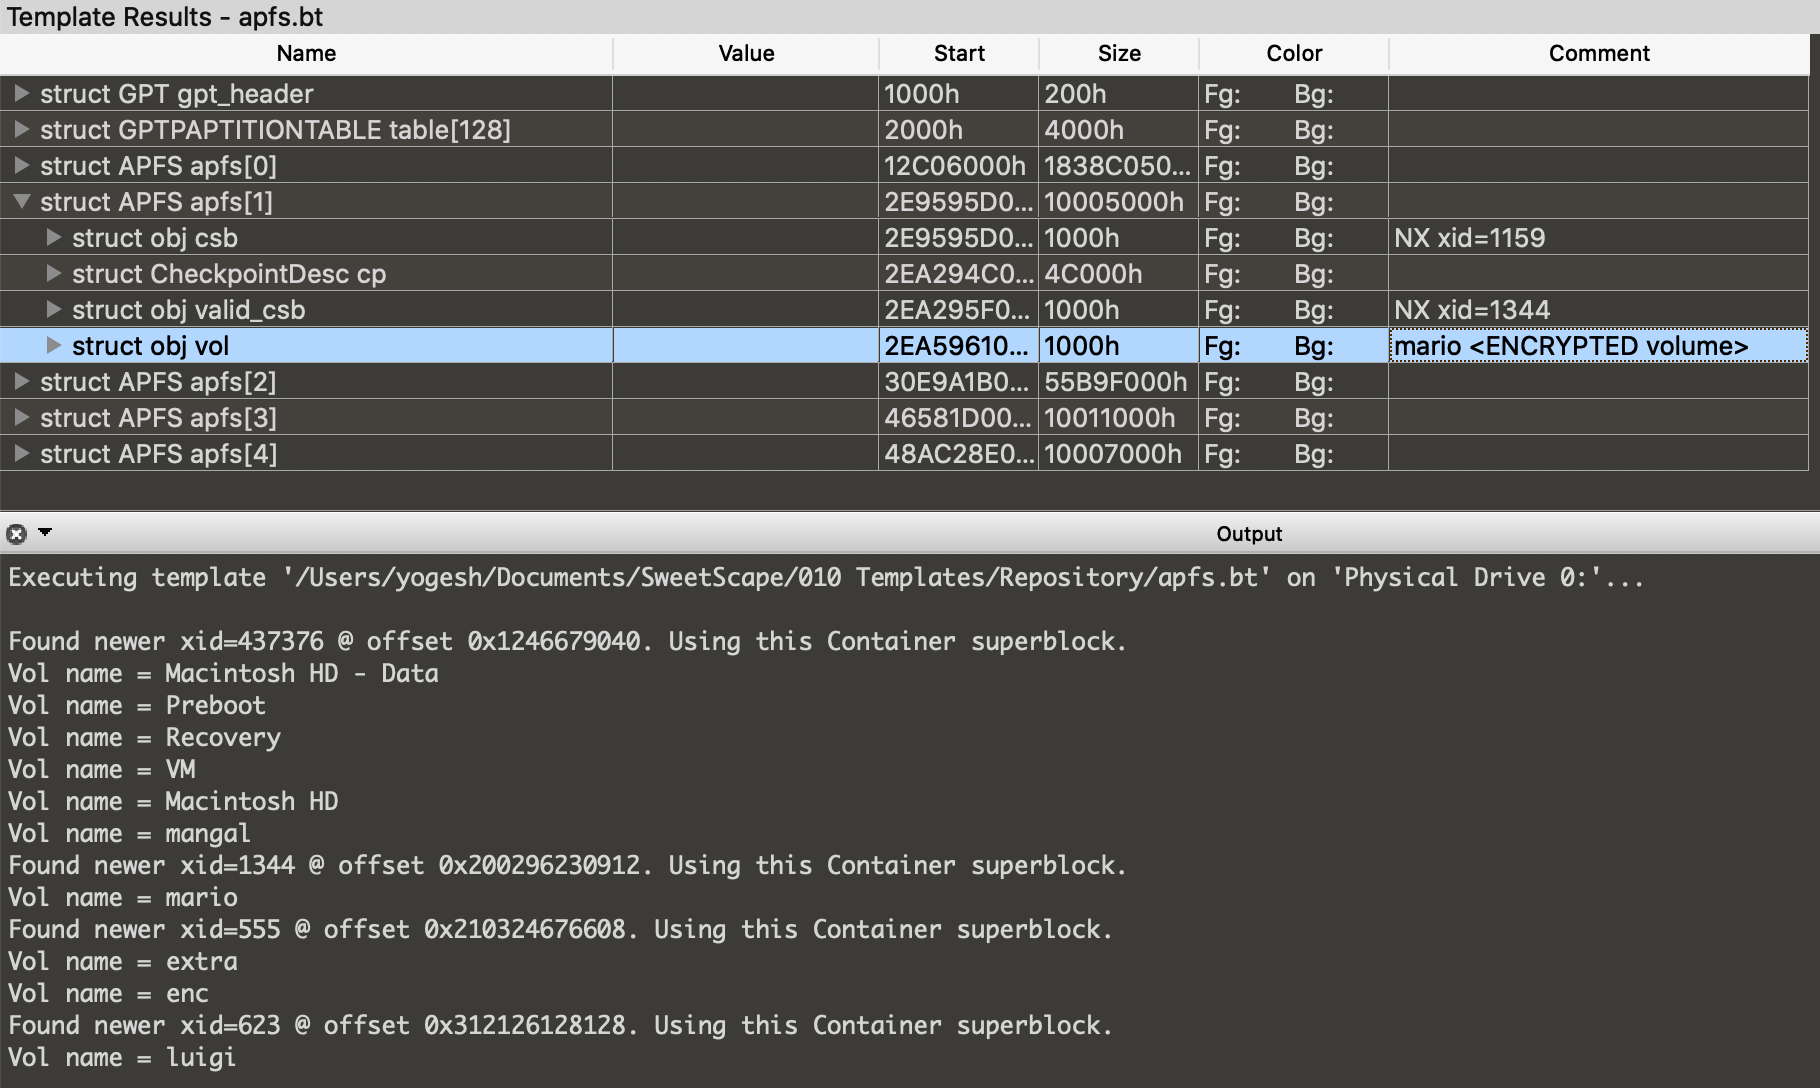 Template Results - apfs.bt
Name Value Start Size Color Comment
struct GPT gpt_header 1000h 200h Fg: Bg:
struct GPTPAPTITIONTABLE table[128] 2000h 4000h Fg: Bg:
struct APFS apfs[0] 12C06000h 1838C050... Fg: Bg:
struct APFS apfs[1] 2E9595D0... 10005000h Fg: Bg:
struct obj csb 2E9595D0... 1000h Fg: Bg: NX xid=1159
struct CheckpointDesc cp 2EA294C0... 4C000h Fg: Bg:
struct obj valid_csb 2EA295F0... 1000h Fg: Bg: NX xid=1344
struct obj vol 2EA59610... 1000h Fg: Bg: mario <ENCRYPTED volume>
struct APFS apfs[2] 30E9A1B0... 55B9F000h Fg: Bg:
struct APFS apfs[3] 46581D00... 10011000h Fg: Bg:
struct APFS apfs[4] 48AC28E0... 10007000h Fg: Bg:
Output
Executing template '/Users/yogesh/Documents/SweetScape/010 Templates/Repository/apfs.bt' on 'Physical Drive 0:'...
Found newer xid=437376 @ offset 0x1246679040. Using this Container superblock.
Vol name = Macintosh HD - Data
Vol name = Preboot
Vol name = Recovery
Vol name = VM
Vol name = Macintosh HD
Vol name = mangal
Found newer xid=1344 @ offset 0x200296230912. Using this Container superblock.
Vol name = mario
Found newer xid=555 @ offset 0x210324676608. Using this Container superblock.
Vol name = extra
Vol name = enc
Found newer xid=623 @ offset 0x312126128128. Using this Container superblock.
Vol name = luigi